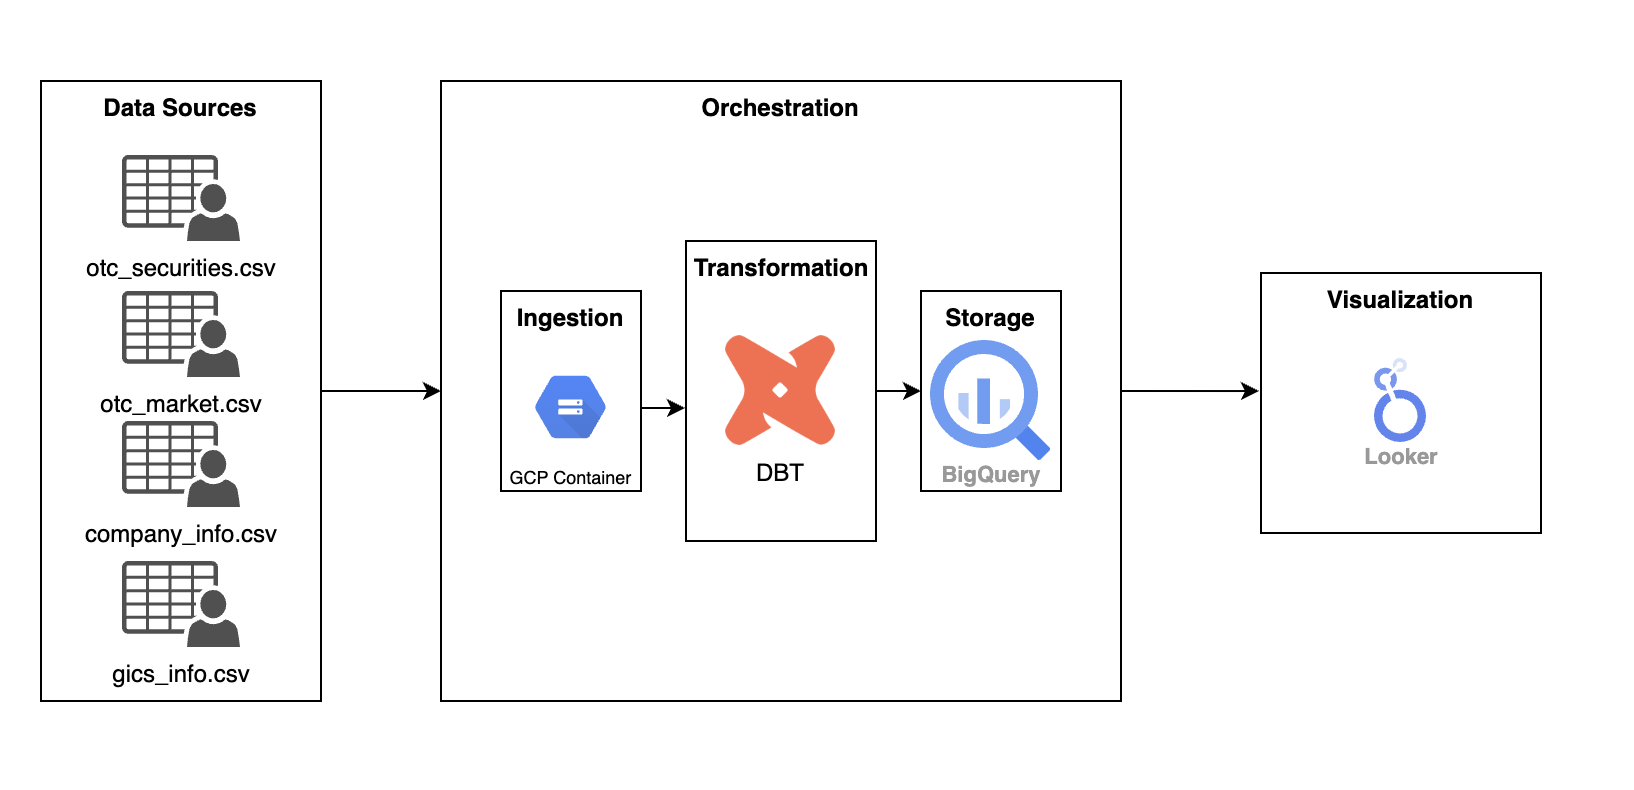 Data Sources
otc_securities.csv
otc_market.csv
company_info.csv
gics_info.csv
Orchestration
Ingestion
GCP Container
Transformation
DBT
Storage
BigQuery
Visualization
Looker